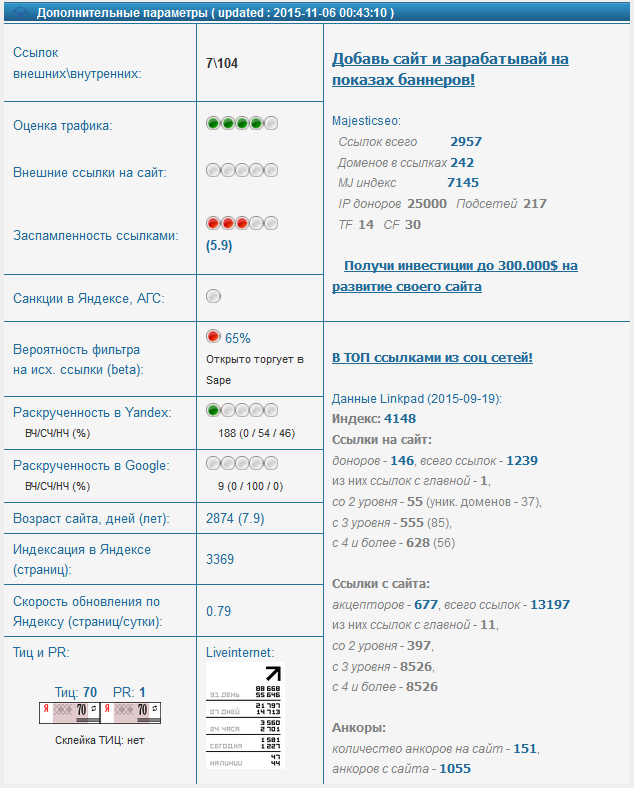 Дополнительные параметры ( updated : 2015-11-06 00:43:10 )
Ссылок
внешних\внутренних:
7\104
Оценка трафика:
Внешние ссылки на сайт:
Заспамленность ссылками:
(5.9)
Санкции в Яндексе, АГС:
Вероятность фильтра
на исх. ссылки (beta):
65%
Открыто торгует в
Sape
Раскрученность в Yandex:
ВЧ/СЧ/НЧ (%)
188 (0 / 54 / 46)
Раскрученность в Google:
ВЧ/СЧ/НЧ (%)
9 (0 / 100 / 0)
Возраст сайта, дней (лет):
2874 (7.9)
Индексация в Яндексе
(страниц):
3369
Скорость обновления по
Яндексу (страниц/сутки):
0.79
Тиц и PR:
Тиц: 70 PR: 1
Я 70 Я 70
Склейка ТИЦ: нет
Liveinternet:
31 ДЕНЬ 88 668
55 646
07 ДНЕЙ 21 797
14 713
24 ЧАСА 3 560
2 701
СЕГОДНЯ 1 581
1 227
НА ЛИНИИ 47
44
Добавь сайт и зарабатывай на
показах баннеров!
Majesticseo:
Ссылок всего 2957
Доменов в ссылках 242
MJ индекс 7145
IP доноров 25000 Подсетей 217
TF 14 CF 30
Получи инвестиции до 300.000$ на
развитие своего сайта
В ТОП ссылками из соц сетей!
Данные Linkpad (2015-09-19):
Индекс: 4148
Ссылки на сайт:
доноров - 146, всего ссылок - 1239
из них ссылок с главной - 1,
со 2 уровня - 55 (уник. доменов - 37),
с 3 уровня - 555 (85),
с 4 и более - 628 (56)
Ссылки с сайта:
акцепторов - 677, всего ссылок - 13197
из них ссылок с главной - 11,
со 2 уровня - 397,
с 3 уровня - 8526,
с 4 и более - 8526
Анкоры:
количество анкоров на сайт - 151,
анкоров с сайта - 1055